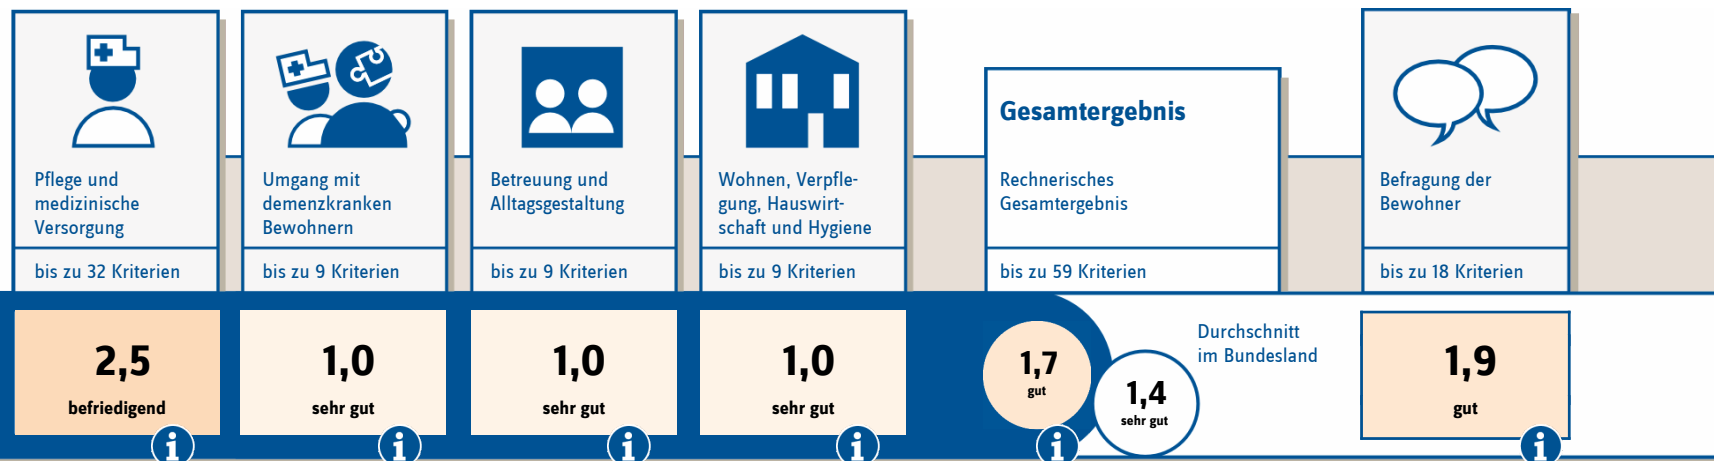 Pflege und
medizinische
Versorgung
bis zu 32 Kriterien
2,5
befriedigend
i
Umgang mit
demenzkranken
Bewohnern
bis zu 9 Kriterien
1,0
sehr gut
i
Betreuung und
Alltagsgestaltung
bis zu 9 Kriterien
1,0
sehr gut
i
Wohnen, Verpfle-
gung, Hauswirt-
schaft und Hygiene
bis zu 9 Kriterien
1,0
sehr gut
i
Gesamtergebnis
Rechnerisches
Gesamtergebnis
bis zu 59 Kriterien
1,7
gut
i
Durchschnitt
im Bundesland
1,4
sehr gut
Befragung der
Bewohner
bis zu 18 Kriterien
1,9
gut
i